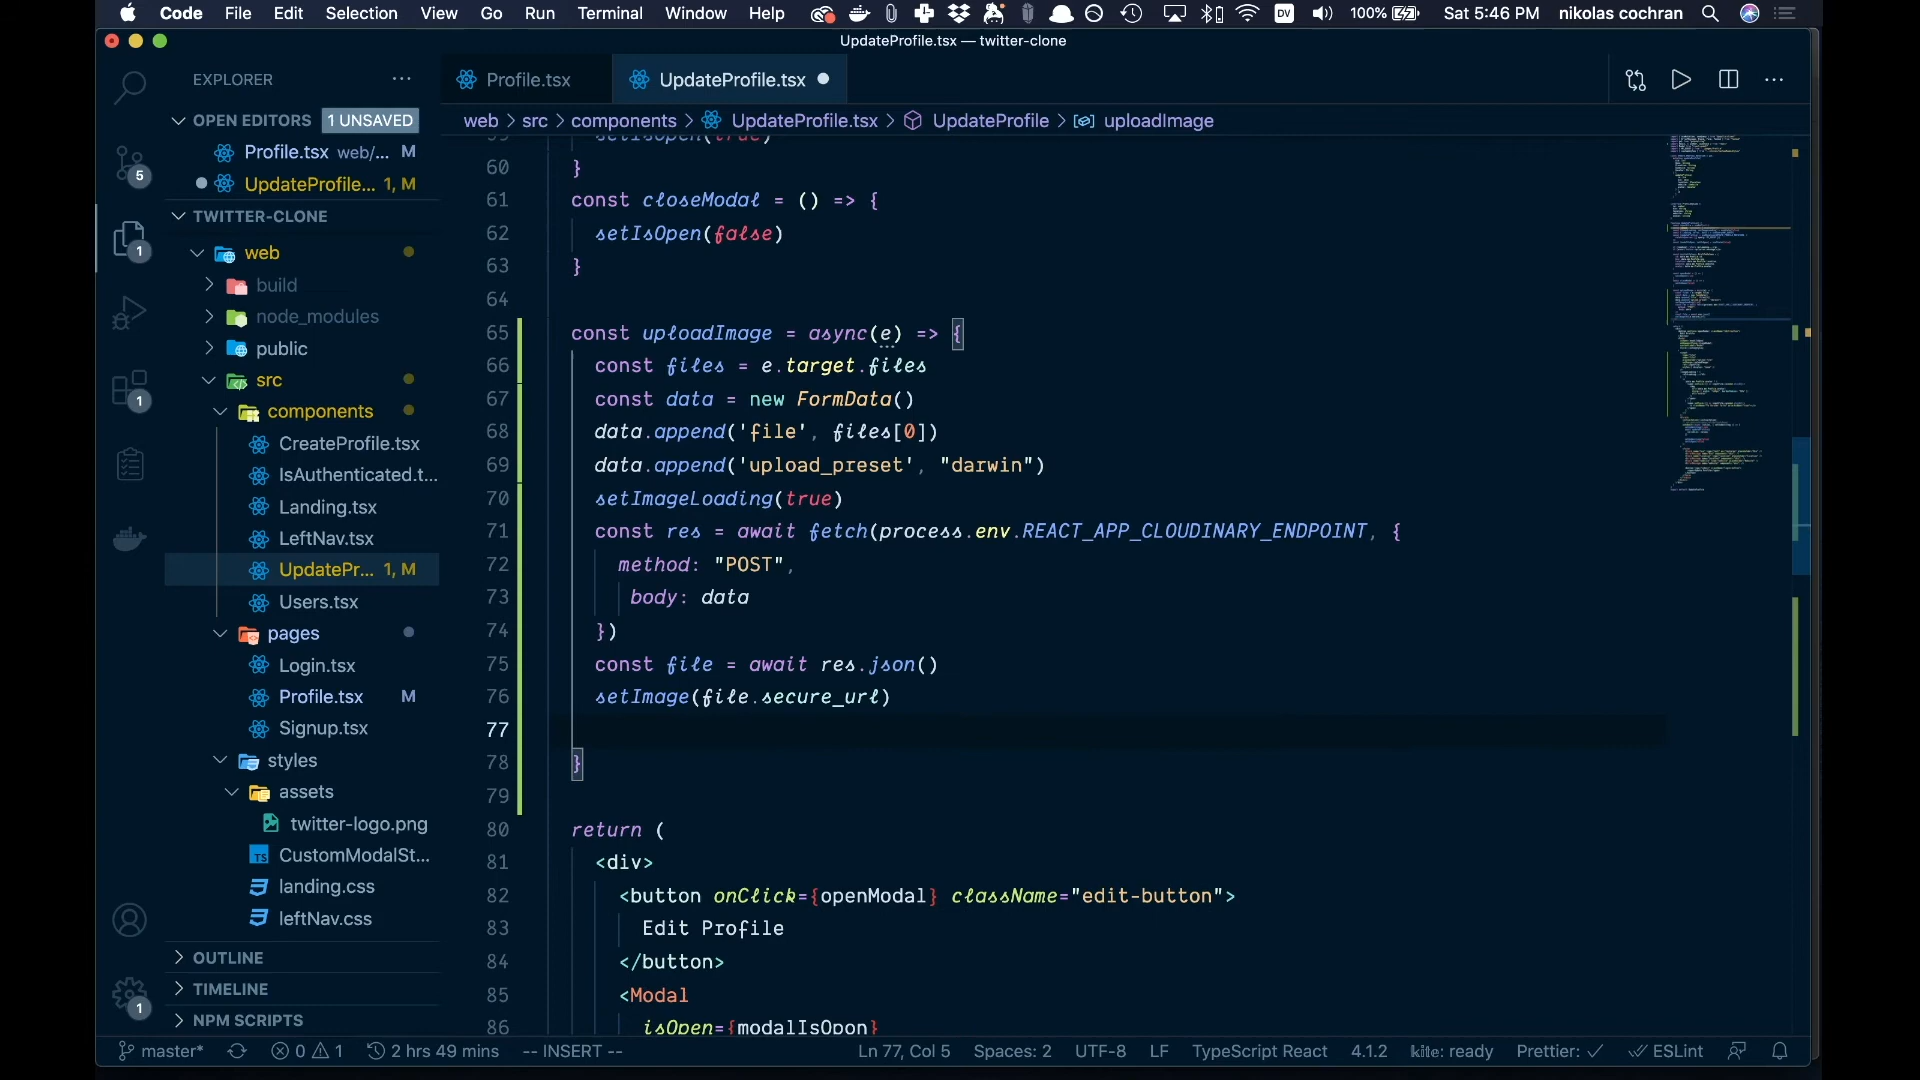 Code File Edit Selection View Go Run Terminal Window Help DV 100% Sat 5:46 PM nikolas cochran
UpdateProfile.tsx — twitter-clone
EXPLORER
Profile.tsx
UpdateProfile.tsx
OPEN EDITORS 1 UNSAVED
Profile.tsx web/... M
UpdateProfile... 1, M
TWITTER-CLONE
web
build
node_modules
public
src
components
CreateProfile.tsx
IsAuthenticated.t...
Landing.tsx
LeftNav.tsx
UpdatePr... 1, M
Users.tsx
pages
Login.tsx
Profile.tsx M
Signup.tsx
styles
assets
twitter-logo.png
TS CustomModalSt...
landing.css
leftNav.css
OUTLINE
TIMELINE
NPM SCRIPTS
5
1
1
1
web > src > components > UpdateProfile.tsx > UpdateProfile > uploadImage
59 setIsOpen(true)
60 }
61 const closeModal = () => {
62 setIsOpen(false)
63 }
64
65 const uploadImage = async(e) => {
66 const files = e.target.files
67 const data = new FormData()
68 data.append('file', files[0])
69 data.append('upload_preset', "darwin")
70 setImageLoading(true)
71 const res = await fetch(process.env.REACT_APP_CLOUDINARY_ENDPOINT, {
72 method: "POST",
73 body: data
74 })
75 const file = await res.json()
76 setImage(file.secure_url)
77
78 }
79
80 return (
81 <div>
82 <button onClick={openModal} className="edit-button">
83 Edit Profile
84 </button>
85 <Modal
86 isOpen={modalIsOpen}
master* 0 1 2 hrs 49 mins -- INSERT -- Ln 77, Col 5 Spaces: 2 UTF-8 LF TypeScript React 4.1.2 kite: ready Prettier: ✓ ESLint